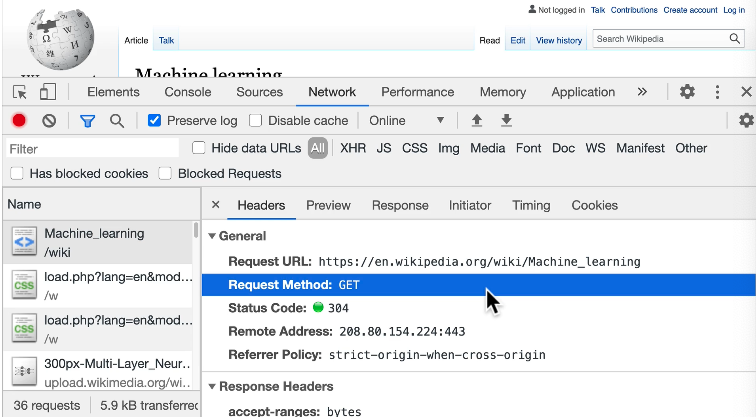 Not logged in Talk Contributions Create account Log in
Article Talk Read Edit View history Search Wikipedia
Machine learning
Elements Console Sources Network Performance Memory Application »
Preserve log Disable cache Online
Filter Hide data URLs All XHR JS CSS Img Media Font Doc WS Manifest Other
Has blocked cookies Blocked Requests
Name × Headers Preview Response Initiator Timing Cookies
Machine_learning
/wiki
load.php?lang=en&mod…
/w
load.php?lang=en&mod…
/w
300px-Multi-Layer_Neur…
upload.wikimedia.org/wi…
36 requests 5.9 kB transferred
General
Request URL: https://en.wikipedia.org/wiki/Machine_learning
Request Method: GET
Status Code: 304
Remote Address: 208.80.154.224:443
Referrer Policy: strict-origin-when-cross-origin
Response Headers
accept-ranges: bytes